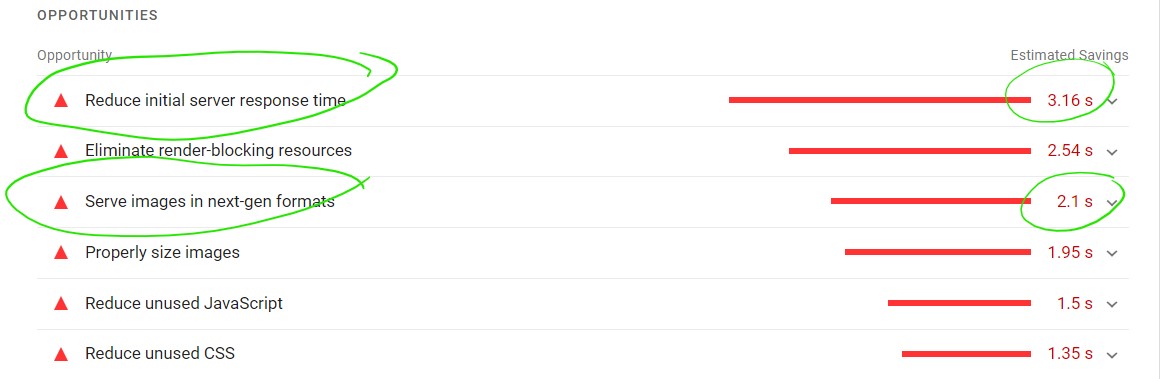 OPPORTUNITIES
Opportunity Estimated Savings
Reduce initial server response time 3.16 s
Eliminate render-blocking resources 2.54 s
Serve images in next-gen formats 2.1 s
Properly size images 1.95 s
Reduce unused JavaScript 1.5 s
Reduce unused CSS 1.35 s